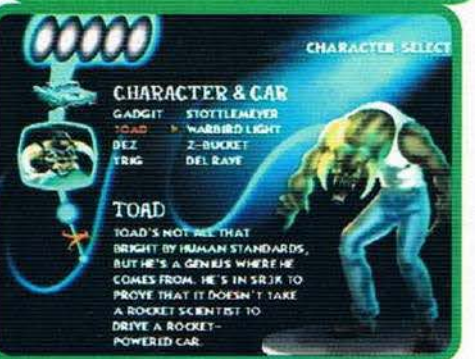 00000
CHARACTER SELECT
CHARACTER & CAR
GADGIT STOTTLEMEYER
TOAD WARBIRD LIGHT
BEZ Z-BUCKET
TRIG DEL RAYE
TOAD
TOAD'S NOT ALL THAT
BRIGHT BY HUMAN STANDARDS,
BUT HE'S A GENIUS WHERE HE
COMES FROM. HE'S IN SR3K TO
PROVE THAT IT DOESN'T TAKE
A ROCKET SCIENTIST TO
DRIVE A ROCKET-
POWERED CAR.